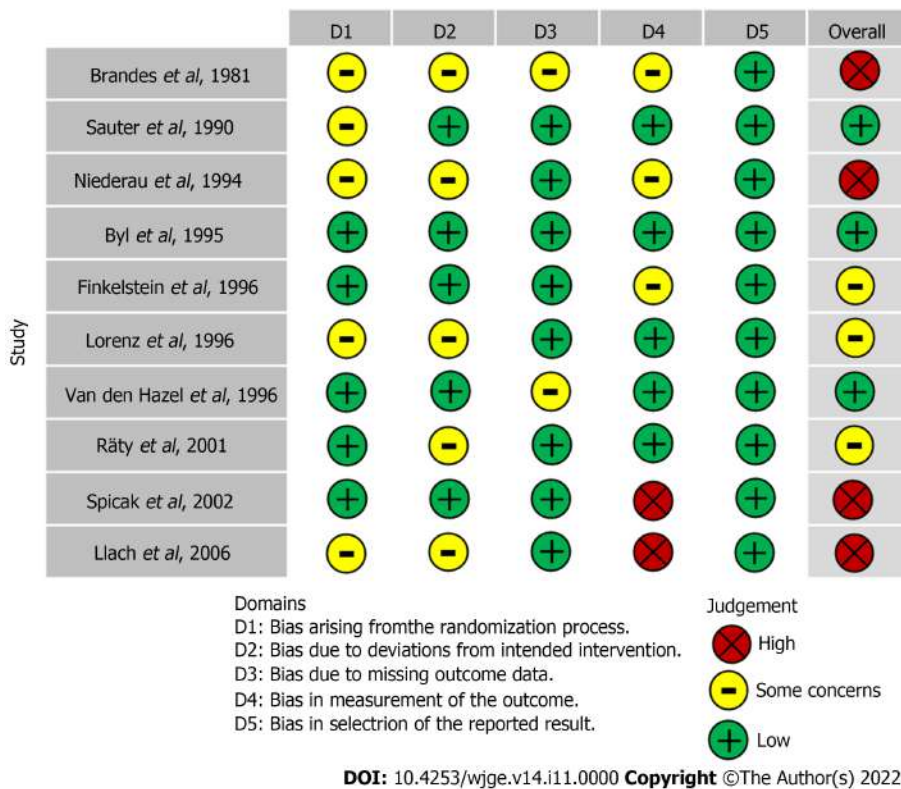 D1 D2 D3 D4 D5 Overall
Study
Brandes et al, 1981
Sauter et al, 1990
Niederau et al, 1994
Byl et al, 1995
Finkelstein et al, 1996
Lorenz et al, 1996
Van den Hazel et al, 1996
Räty et al, 2001
Spicak et al, 2002
Llach et al, 2006
Domains
D1: Bias arising fromthe randomization process.
D2: Bias due to deviations from intended intervention.
D3: Bias due to missing outcome data.
D4: Bias in measurement of the outcome.
D5: Bias in selectrion of the reported result.
Judgement
High
Some concerns
Low
DOI: 10.4253/wjge.v14.i11.0000 Copyright ©The Author(s) 2022